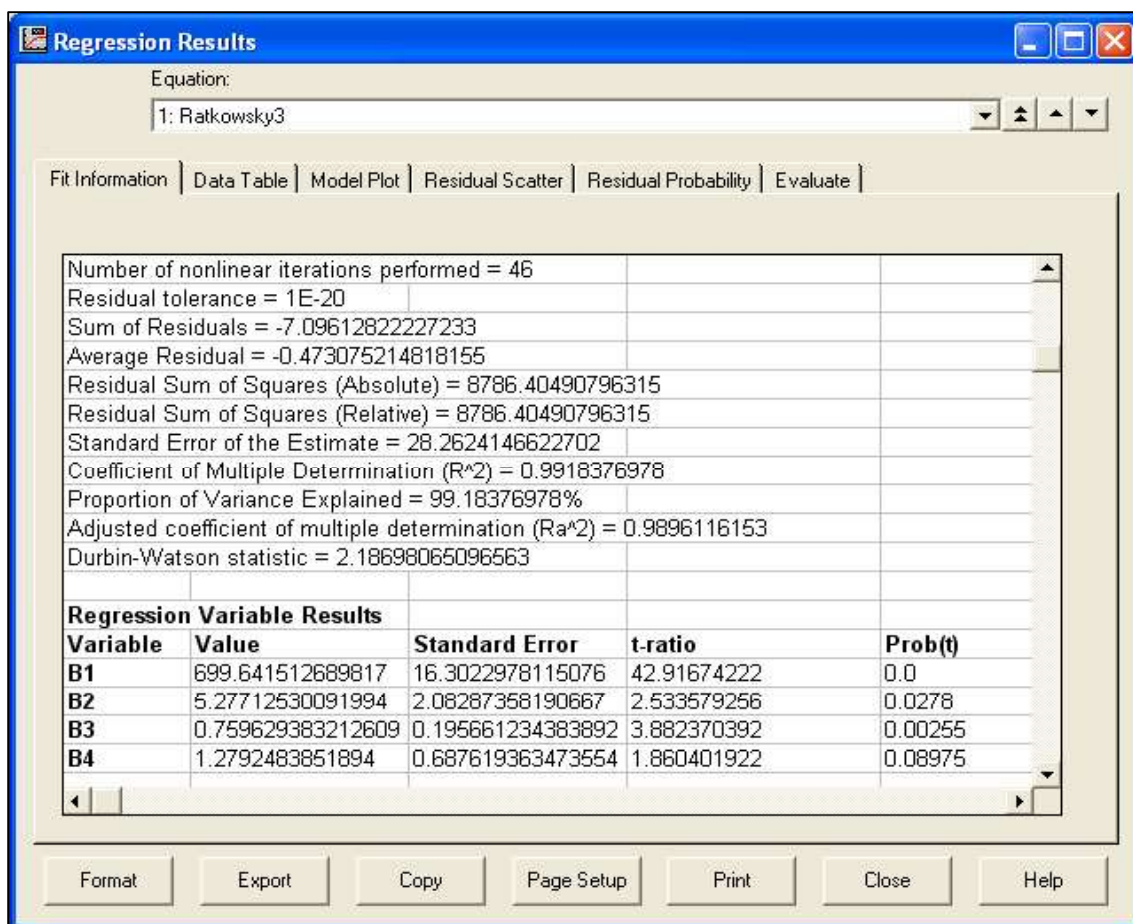 Regression Results
Equation:
1: Ratkowsky3
Fit Information Data Table Model Plot Residual Scatter Residual Probability Evaluate
Number of nonlinear iterations performed = 46
Residual tolerance = 1E-20
Sum of Residuals = -7.09612822227233
Average Residual = -0.473075214818155
Residual Sum of Squares (Absolute) = 8786.40490796315
Residual Sum of Squares (Relative) = 8786.40490796315
Standard Error of the Estimate = 28.2624146622702
Coefficient of Multiple Determination (R^2) = 0.9918376978
Proportion of Variance Explained = 99.18376978%
Adjusted coefficient of multiple determination (Ra^2) = 0.9896116153
Durbin-Watson statistic = 2.18698065096563
Regression Variable Results
Variable Value Standard Error t-ratio Prob(t)
B1 699.641512689817 16.3022978115076 42.91674222 0.0
B2 5.27712530091994 2.08287358190667 2.533579256 0.0278
B3 0.759629383212609 0.195661234383892 3.882370392 0.00255
B4 1.2792483851894 0.687619363473554 1.860401922 0.08975
Format Export Copy Page Setup Print Close Help